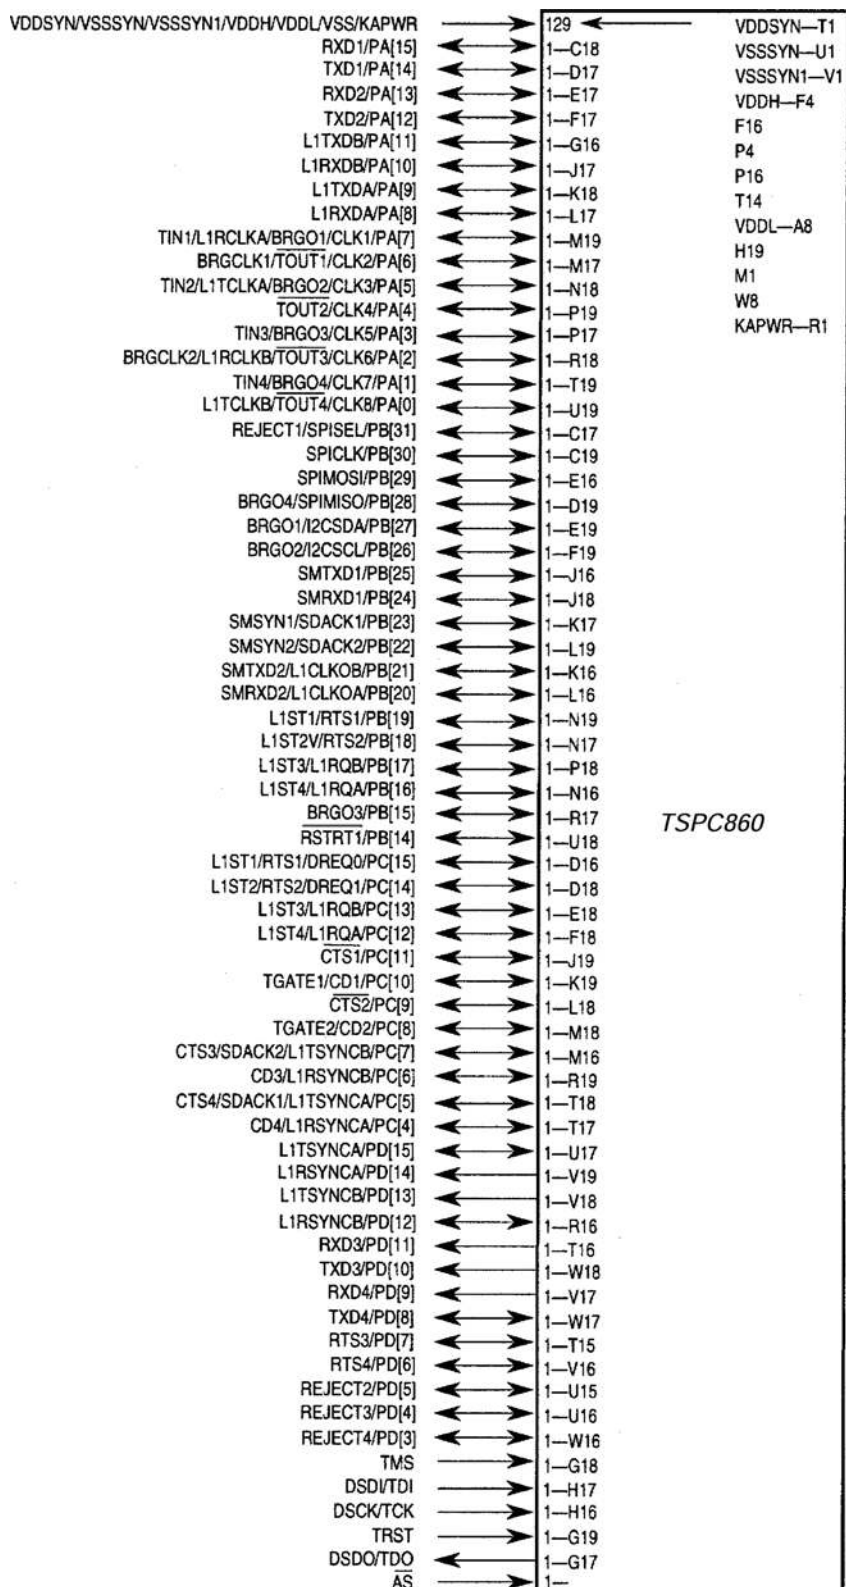 VDDSYN/VSSSYN/VSSSYN1/VDDH/VDDL/VSS/KAPWR 129 VDDSYN—T1
RXD1/PA[15] 1—C18 VSSSYN—U1
TXD1/PA[14] 1—D17 VSSSYN1—V1
RXD2/PA[13] 1—E17 VDDH—F4
TXD2/PA[12] 1—F17 F16
L1TXDB/PA[11] 1—G16 P4
L1RXDB/PA[10] 1—J17 P16
L1TXDA/PA[9] 1—K18 T14
L1RXDA/PA[8] 1—L17 VDDL—A8
TIN1/L1RCLKA/BRGO1/CLK1/PA[7] 1—M19 H19
BRGCLK1/TOUT1/CLK2/PA[6] 1—M17 M1
TIN2/L1TCLKA/BRGO2/CLK3/PA[5] 1—N18 W8
TOUT2/CLK4/PA[4] 1—P19 KAPWR—R1
TIN3/BRGO3/CLK5/PA[3] 1—P17
BRGCLK2/L1RCLKB/TOUT3/CLK6/PA[2] 1—R18
TIN4/BRGO4/CLK7/PA[1] 1—T19
L1TCLKB/TOUT4/CLK8/PA[0] 1—U19
REJECT1/SPISEL/PB[31] 1—C17
SPICLK/PB[30] 1—C19
SPIMOSI/PB[29] 1—E16
BRGO4/SPIMISO/PB[28] 1—D19
BRGO1/I2CSDA/PB[27] 1—E19
BRGO2/I2CSCL/PB[26] 1—F19
SMTXD1/PB[25] 1—J16
SMRXD1/PB[24] 1—J18
SMSYN1/SDACK1/PB[23] 1—K17
SMSYN2/SDACK2/PB[22] 1—L19
SMTXD2/L1CLKOB/PB[21] 1—K16
SMRXD2/L1CLKOA/PB[20] 1—L16
L1ST1/RTS1/PB[19] 1—N19
L1ST2V/RTS2/PB[18] 1—N17
L1ST3/L1RQB/PB[17] 1—P18
L1ST4/L1RQA/PB[16] 1—N16
BRGO3/PB[15] 1—R17
TSPC860
RSTRT1/PB[14] 1—U18
L1ST1/RTS1/DREQ0/PC[15] 1—D16
L1ST2/RTS2/DREQ1/PC[14] 1—D18
L1ST3/L1RQB/PC[13] 1—E18
L1ST4/L1RQA/PC[12] 1—F18
CTS1/PC[11] 1—J19
TGATE1/CD1/PC[10] 1—K19
CTS2/PC[9] 1—L18
TGATE2/CD2/PC[8] 1—M18
CTS3/SDACK2/L1TSYNCB/PC[7] 1—M16
CD3/L1RSYNCB/PC[6] 1—R19
CTS4/SDACK1/L1TSYNCA/PC[5] 1—T18
CD4/L1RSYNCA/PC[4] 1—T17
L1TSYNCA/PD[15] 1—U17
L1RSYNCA/PD[14] 1—V19
L1TSYNCB/PD[13] 1—V18
L1RSYNCB/PD[12] 1—R16
RXD3/PD[11] 1—T16
TXD3/PD[10] 1—W18
RXD4/PD[9] 1—V17
TXD4/PD[8] 1—W17
RTS3/PD[7] 1—T15
RTS4/PD[6] 1—V16
REJECT2/PD[5] 1—U15
REJECT3/PD[4] 1—U16
REJECT4/PD[3] 1—W16
TMS 1—G18
DSDI/TDI 1—H17
DSCK/TCK 1—H16
TRST 1—G19
DSDO/TDO 1—G17
AS 1—